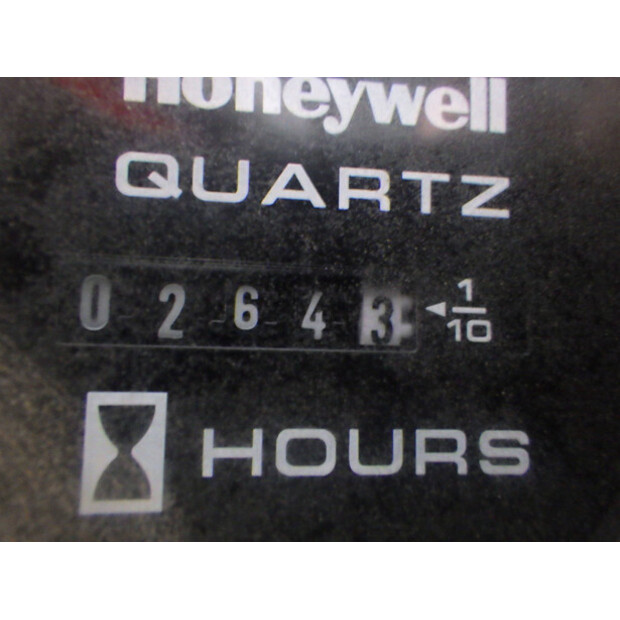 Honeywell
QUARTZ
0 2 6 4 3 1/10
HOURS